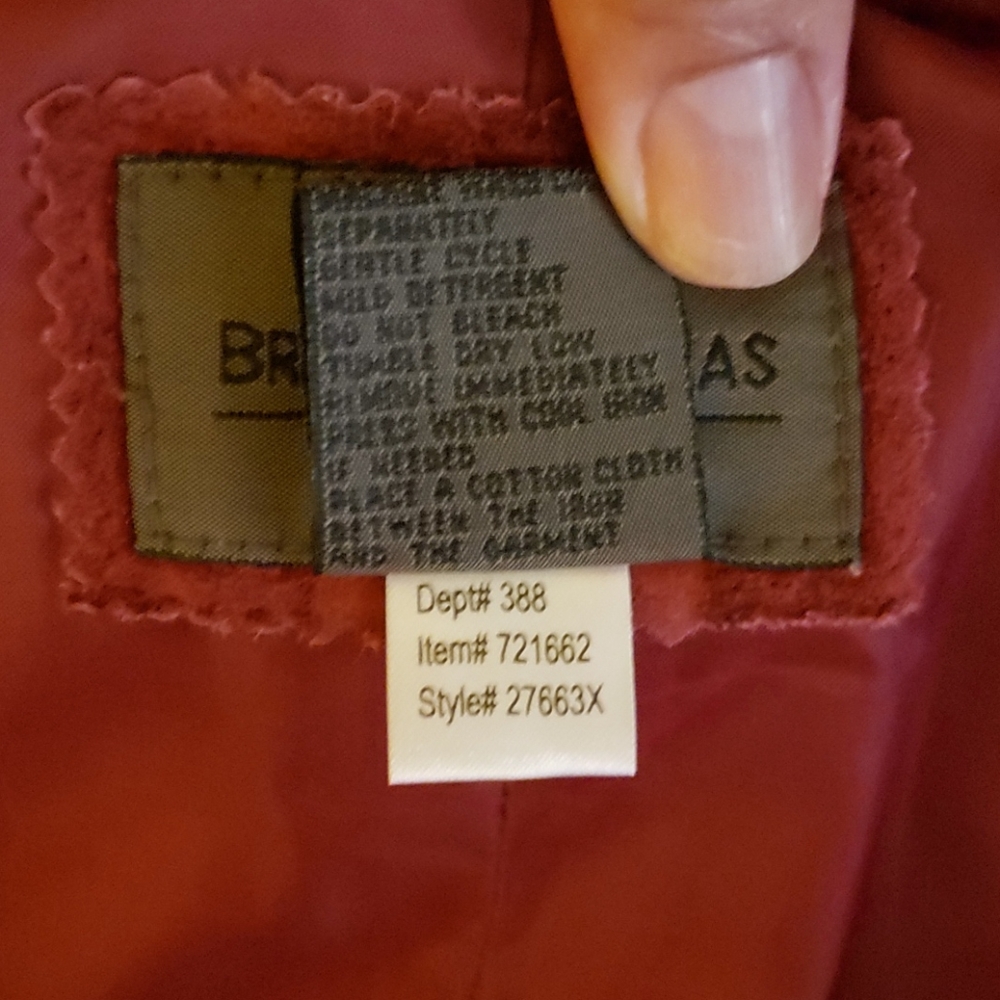 SEPARATELY
GENTLE CYCLE
MILD DETERGENT
DO NOT BLEACH
TUMBLE DRY LOW
REMOVE IMMEDIATELY
PRESS WITH COOL IRON
IF NEEDED
PLACE A COTTON CLOTH
BETWEEN THE IRON
AND THE GARMENT
BR
AS
Dept# 388
Item# 721662
Style# 27663X